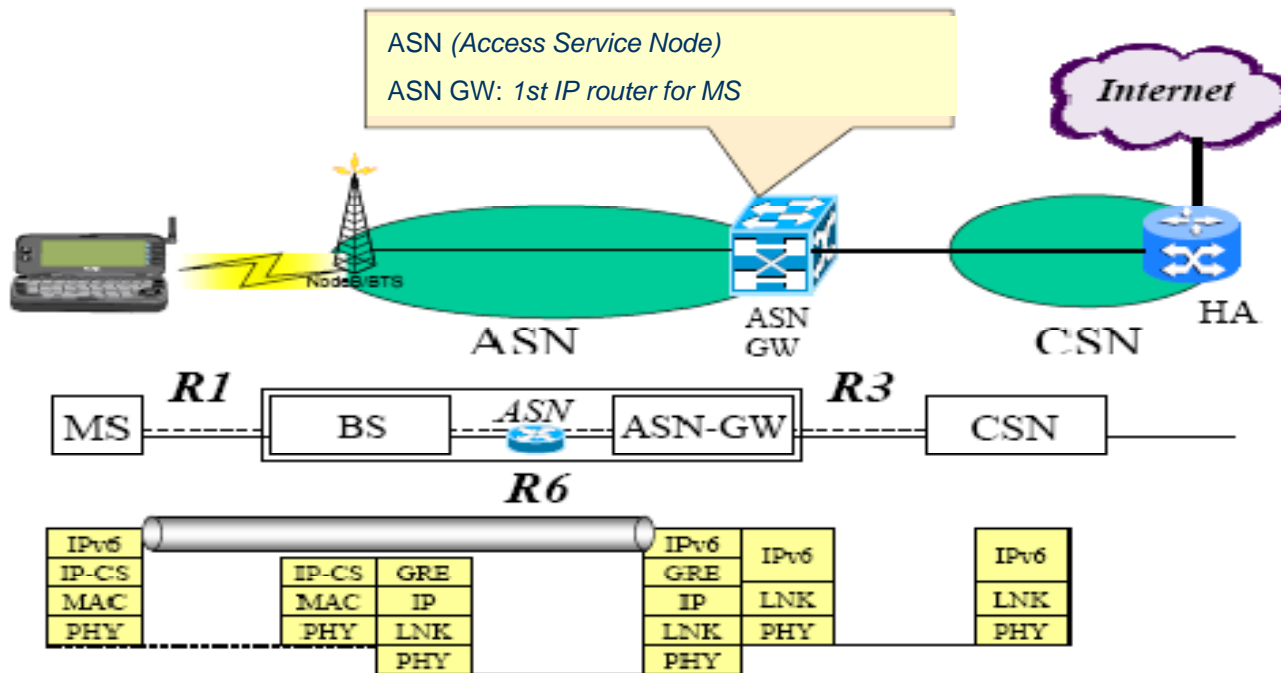 ASN (Access Service Node)
ASN GW: 1st IP router for MS
Internet
NodeB/BTS
ASN
ASN
GW
CSN
HA
R1
R3
MS
BS
ASN
ASN-GW
CSN
R6
IPv6
IP-CS
MAC
PHY
IP-CS
MAC
PHY
GRE
IP
LNK
PHY
IPv6
GRE
IP
LNK
PHY
IPv6
LNK
PHY
IPv6
LNK
PHY